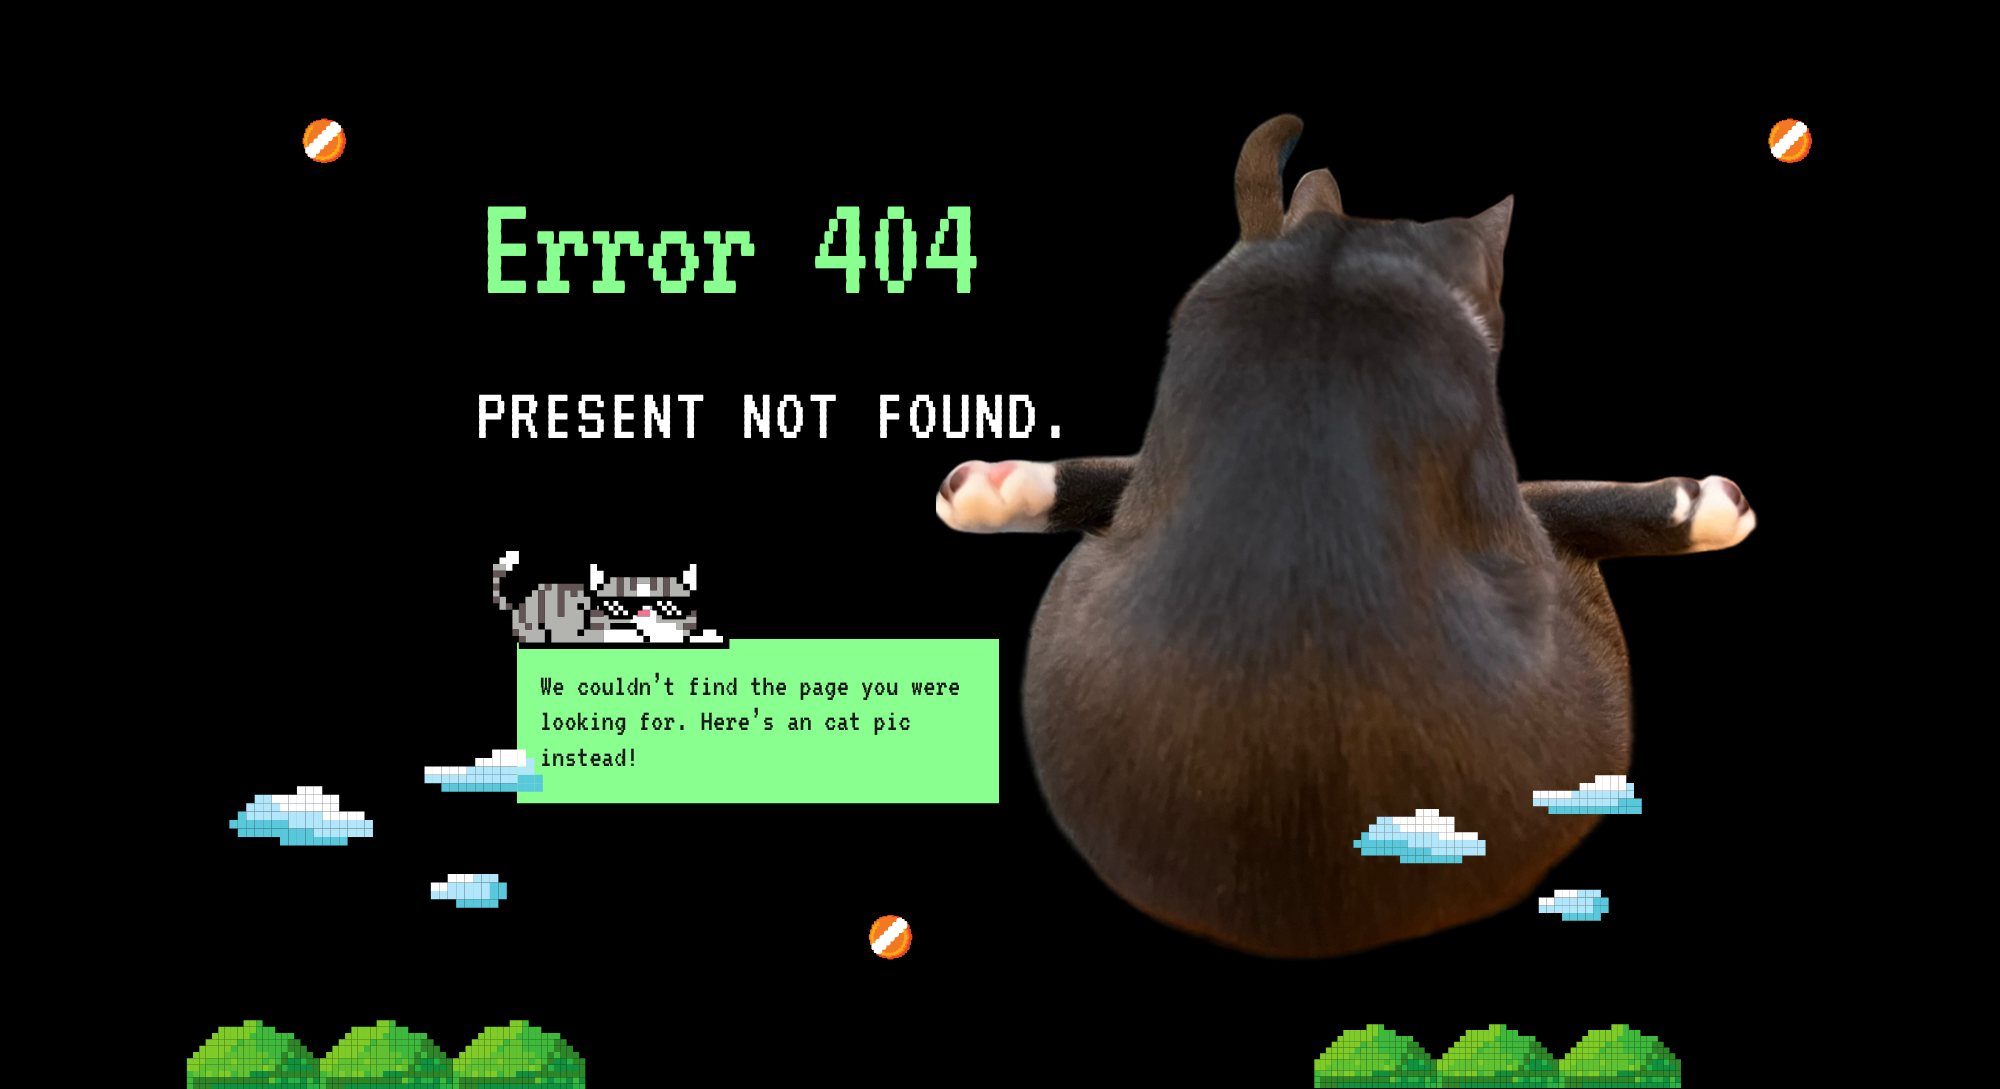 Error 404
PRESENT NOT FOUND.
We couldn't find the page you were
looking for. Here's an cat pic
instead!